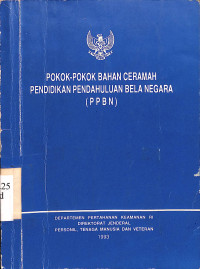 POKOK-POKOK BAHAN CERAMAH
PENDIDIKAN PENDAHULUAN BELA NEGARA
(PPBN)
DEPARTEMEN PERTAHANAN KEAMANAN RI
DIREKTORAT JENDERAL
PERSONIL, TENAGA MANUSIA DAN VETERAN
1993
25
d